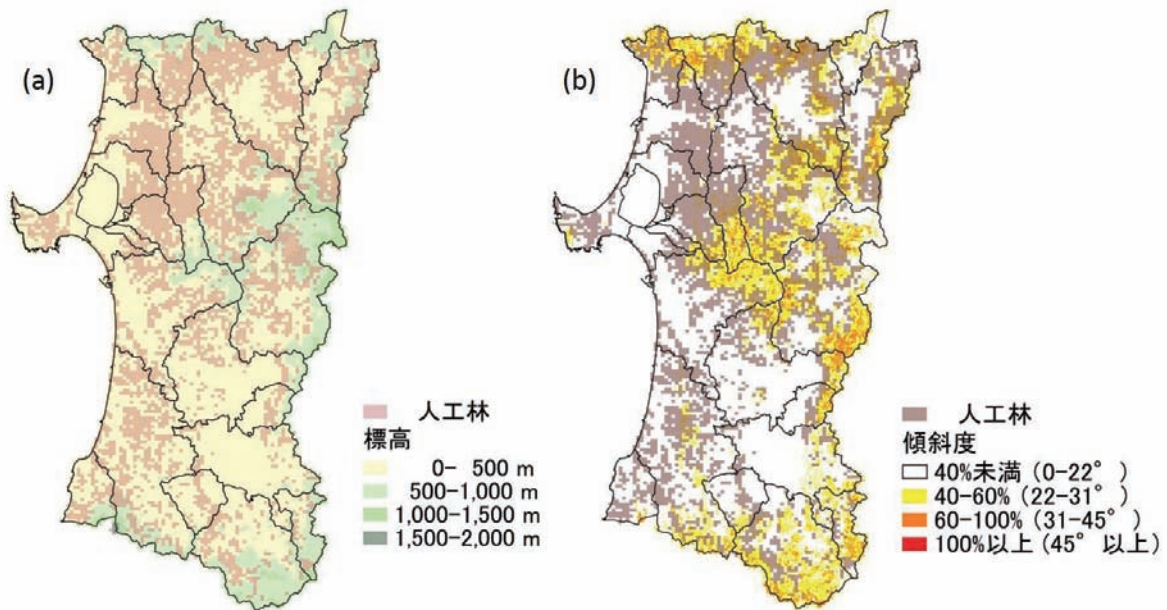 (a)
人工林
標高
0- 500 m
500-1,000 m
1,000-1,500 m
1,500-2,000 m
(b)
人工林
傾斜度
40%未満(0-22°)
40-60%(22-31°)
60-100%(31-45°)
100%以上(45° 以上)